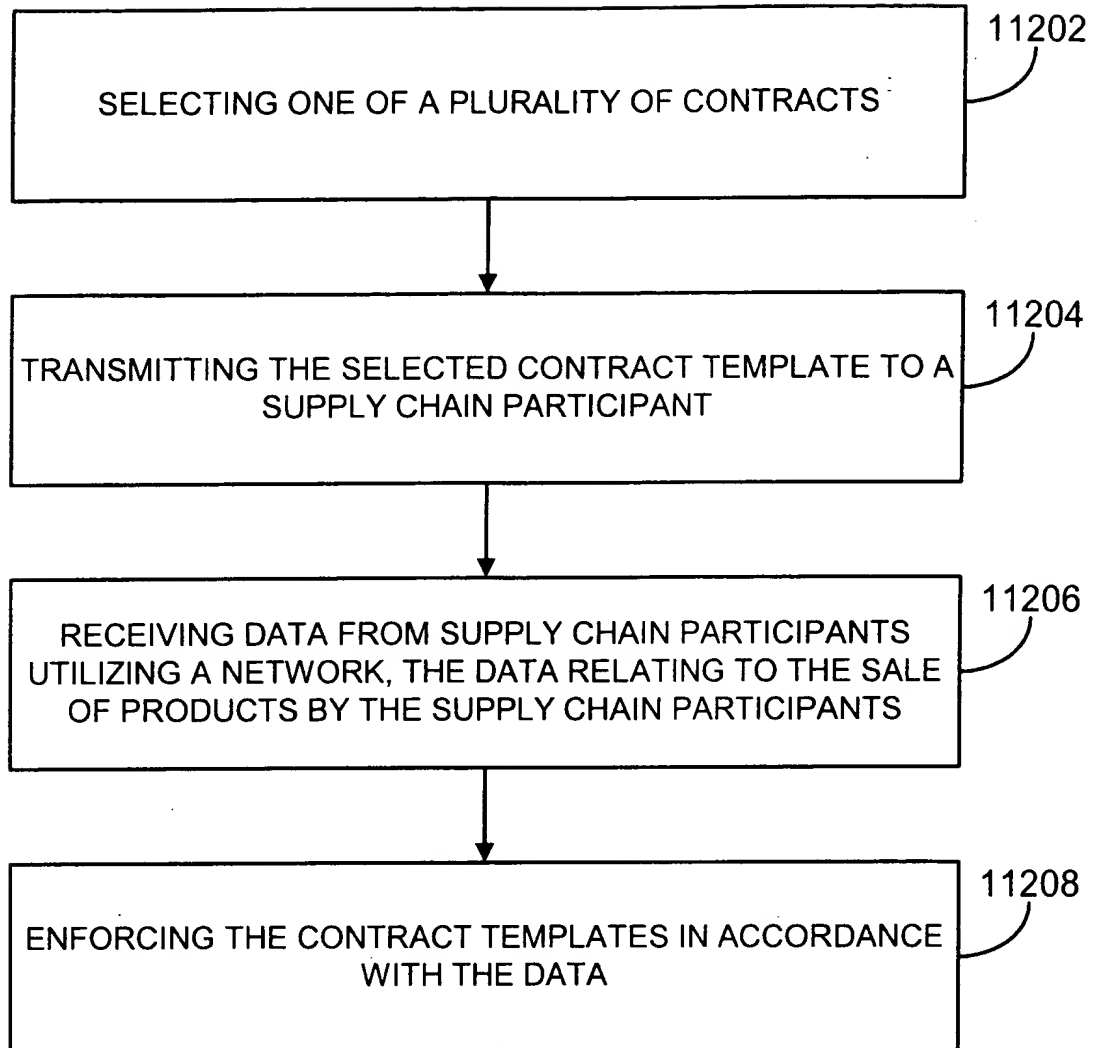 11202
SELECTING ONE OF A PLURALITY OF CONTRACTS
11204
TRANSMITTING THE SELECTED CONTRACT TEMPLATE TO A
SUPPLY CHAIN PARTICIPANT
11206
RECEIVING DATA FROM SUPPLY CHAIN PARTICIPANTS
UTILIZING A NETWORK, THE DATA RELATING TO THE SALE
OF PRODUCTS BY THE SUPPLY CHAIN PARTICIPANTS
11208
ENFORCING THE CONTRACT TEMPLATES IN ACCORDANCE
WITH THE DATA